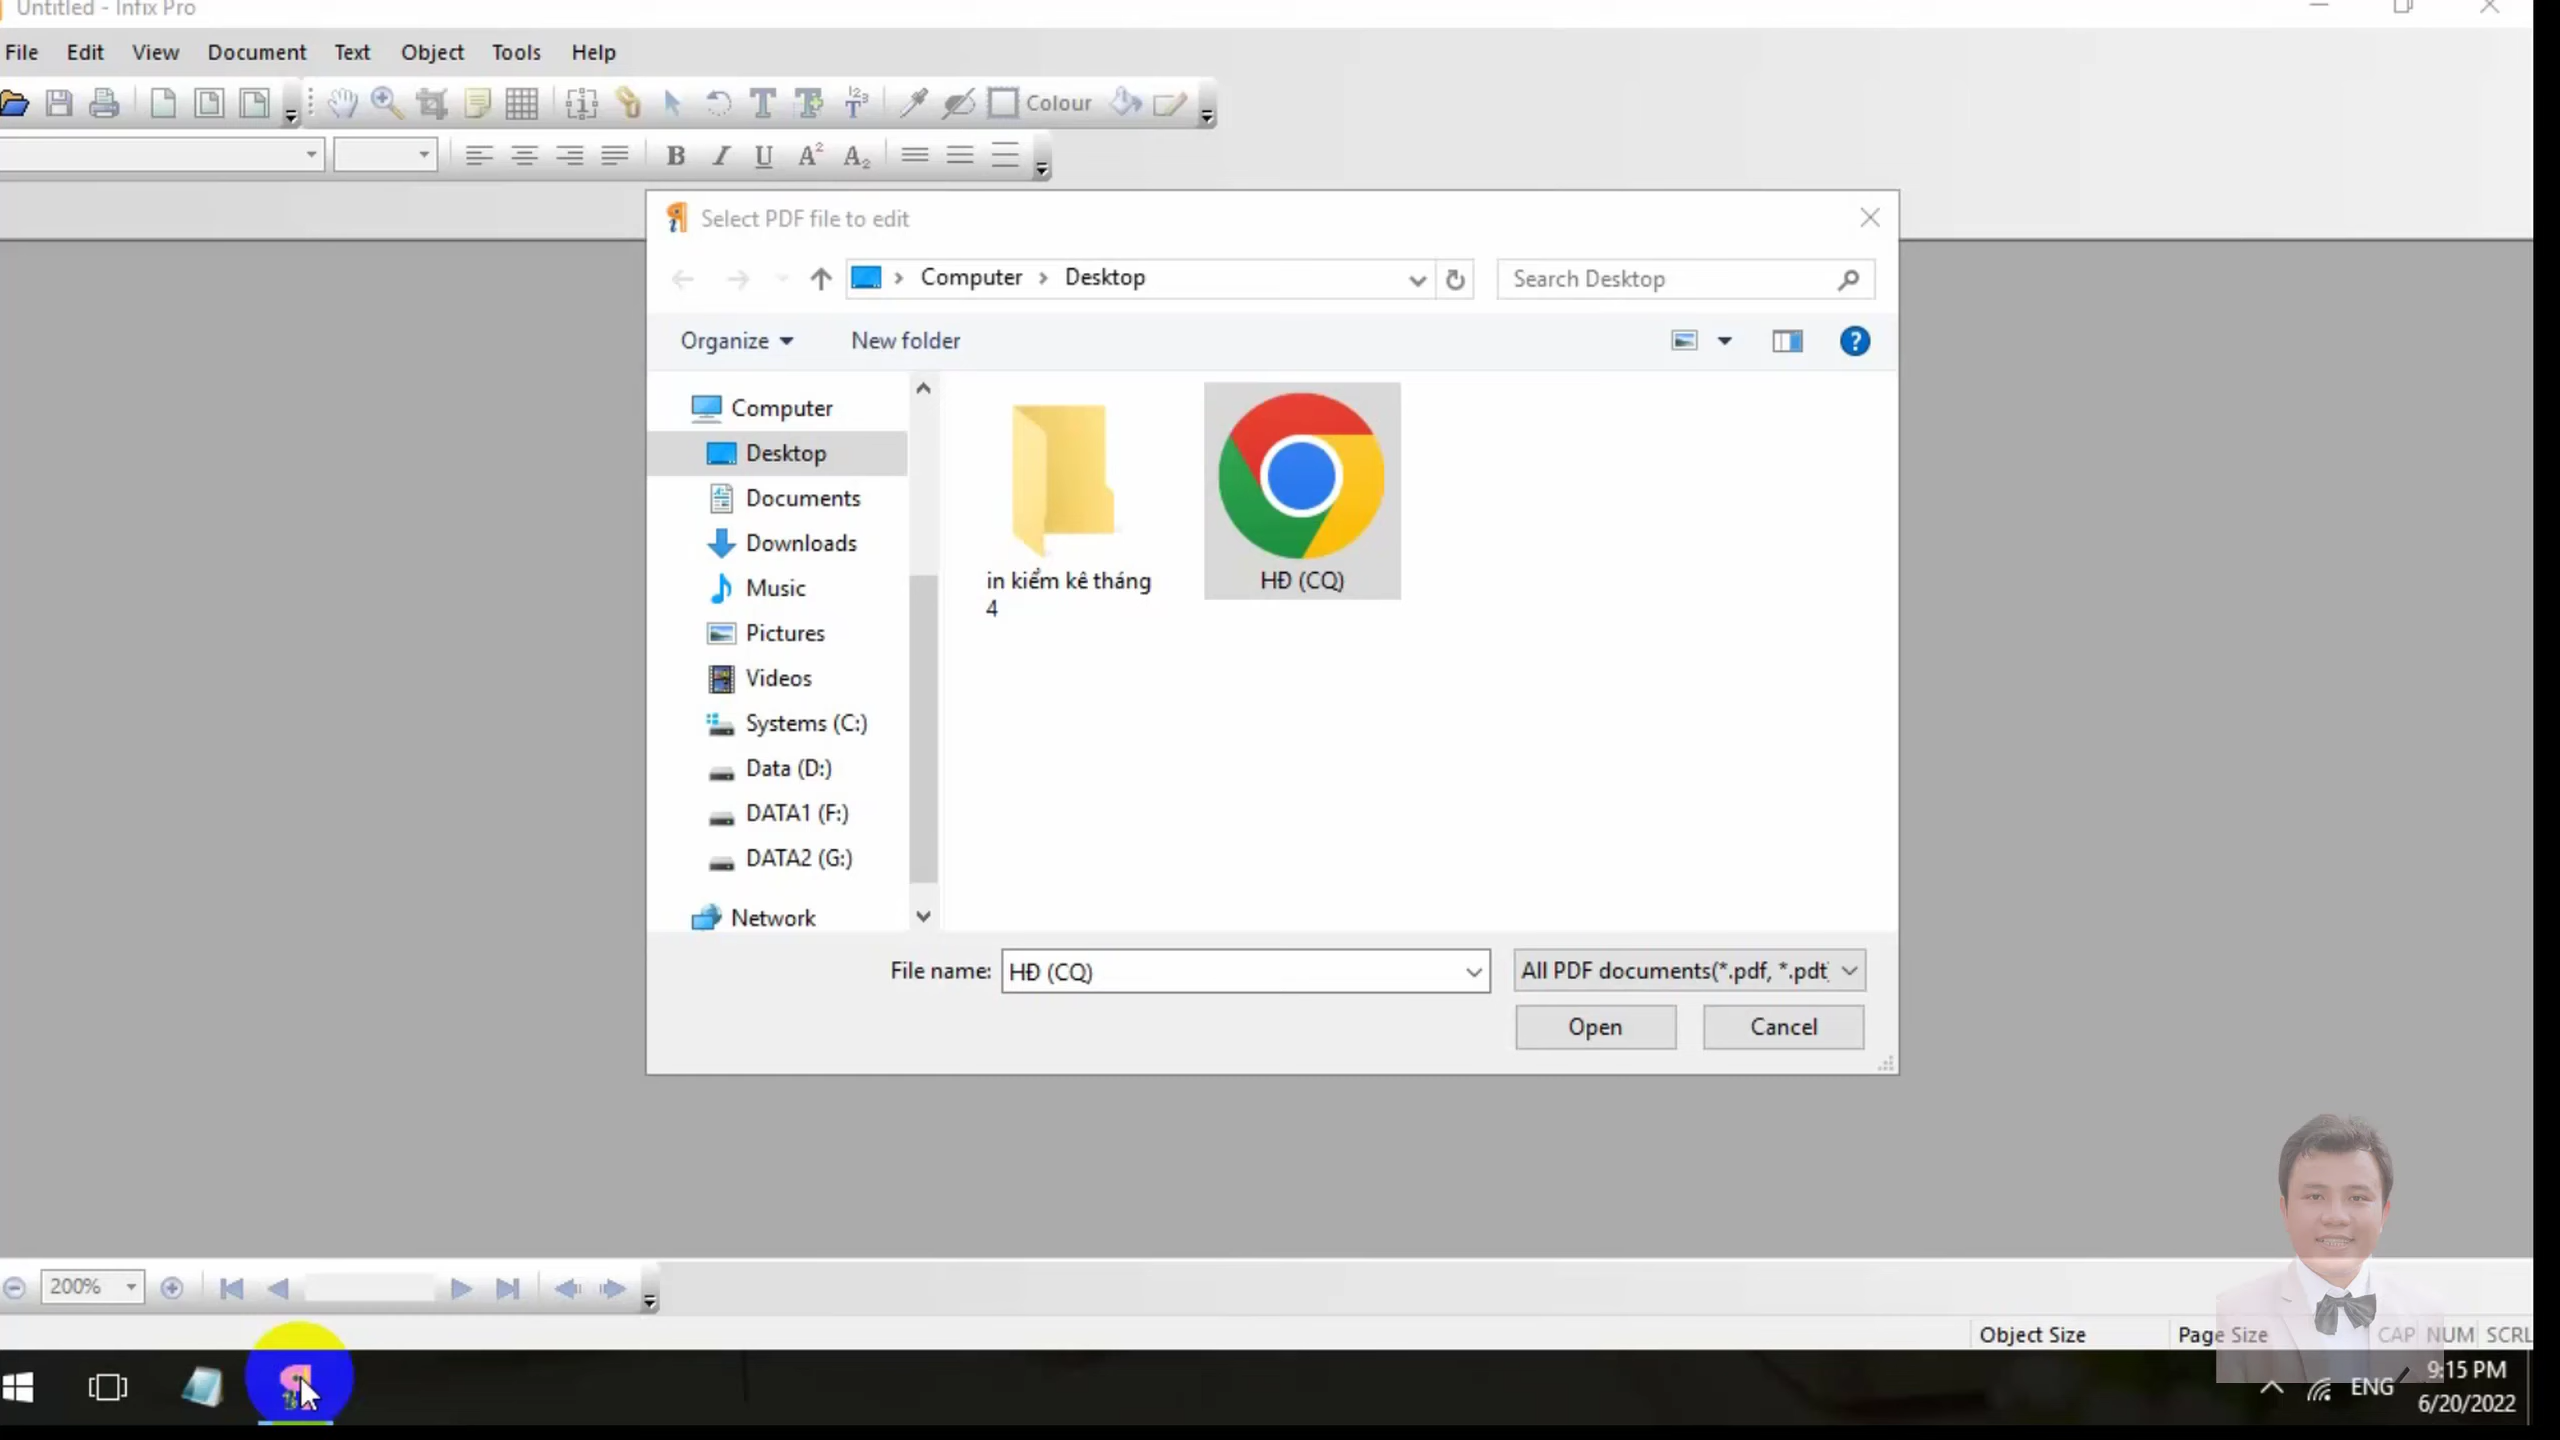 Untitled - Infix Pro
File Edit View Document Text Object Tools Help
Colour
B I U A² A₂
Select PDF file to edit
Computer Desktop
Search Desktop
Organize New folder
Computer
Desktop
Documents
Downloads
Music
Pictures
Videos
Systems (C:)
Data (D:)
DATA1 (F:)
DATA2 (G:)
Network
in kiểm kê tháng
4
HĐ (CQ)
File name: HĐ (CQ)
All PDF documents(*.pdf, *.pdt
Open Cancel
200%
Object Size Page Size CAP NUM SCRL
ENG
9:15 PM
6/20/2022